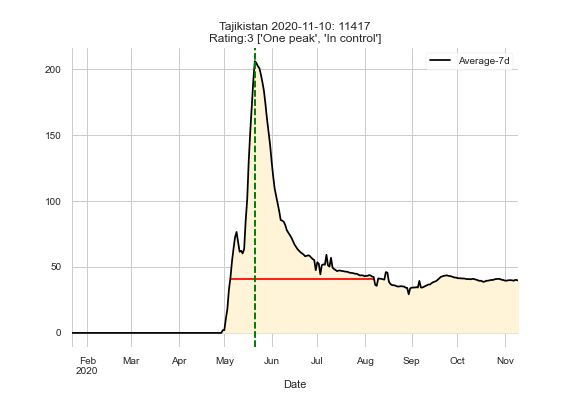 Tajikistan 2020-11-10: 11417
Rating:3 ['One peak', 'In control']
Average-7d
200
150
100
50
0
Feb Mar Apr May Jun Jul Aug Sep Oct Nov
2020
Date